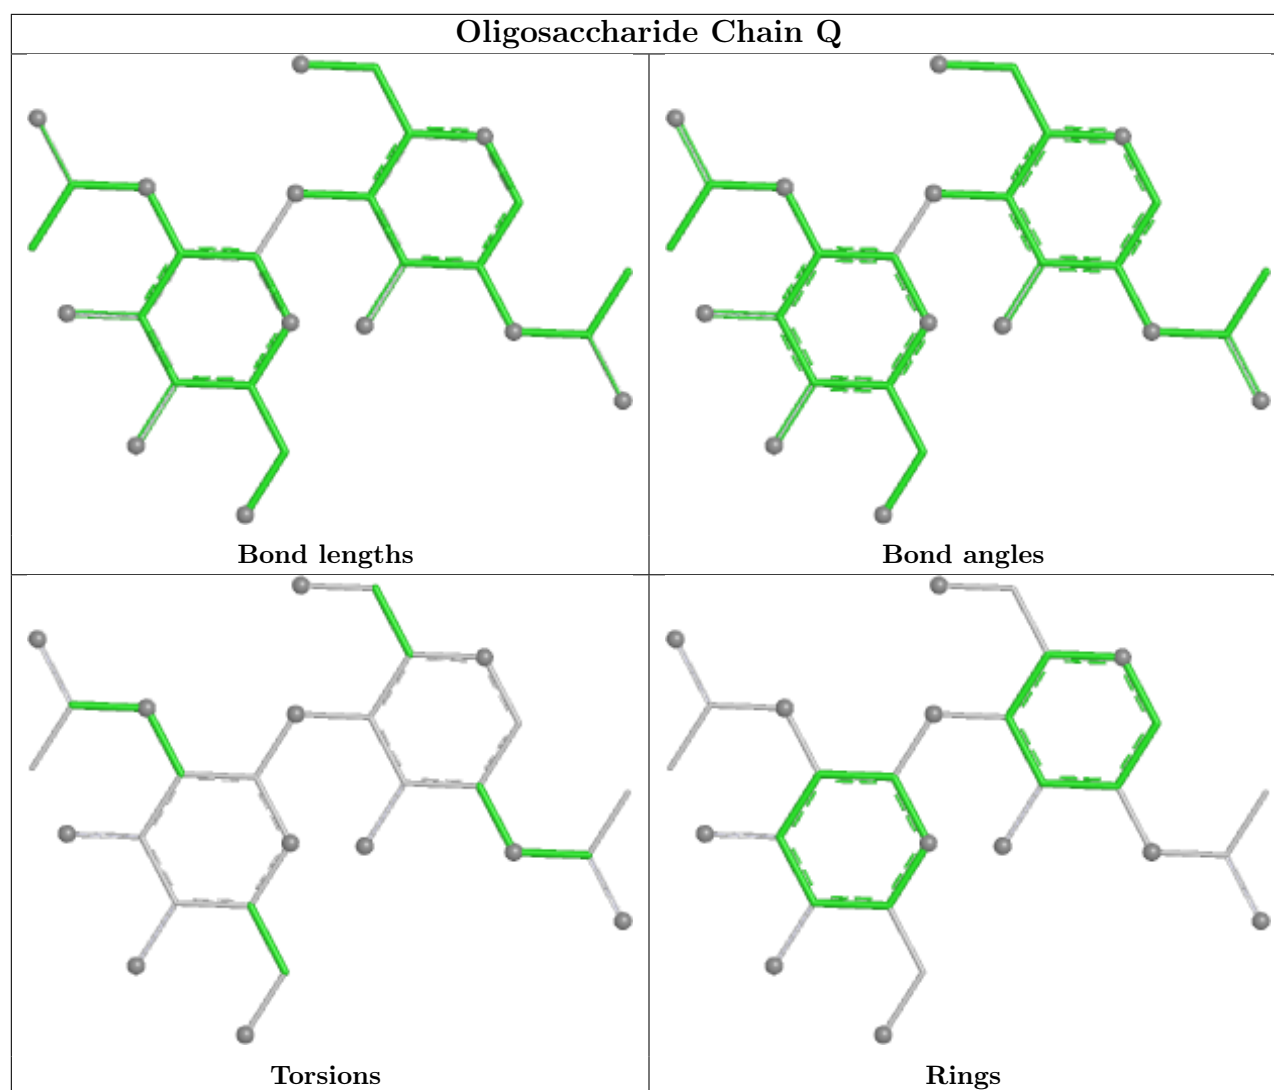 Oligosaccharide Chain Q
Bond lengths
Bond angles
Torsions
Rings